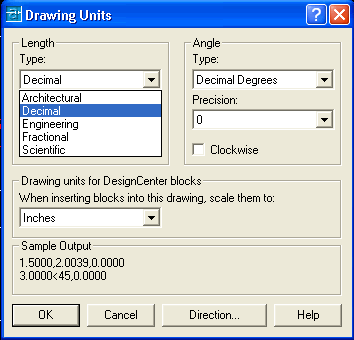 Drawing Units
Length
Type:
Decimal
Architectural
Decimal
Engineering
Fractional
Scientific
Angle
Type:
Decimal Degrees
Precision:
0
Clockwise
Drawing units for DesignCenter blocks
When inserting blocks into this drawing, scale them to:
Inches
Sample Output
1.5000,2.0039,0.0000
3.0000<45,0.0000
OK
Cancel
Direction...
Help